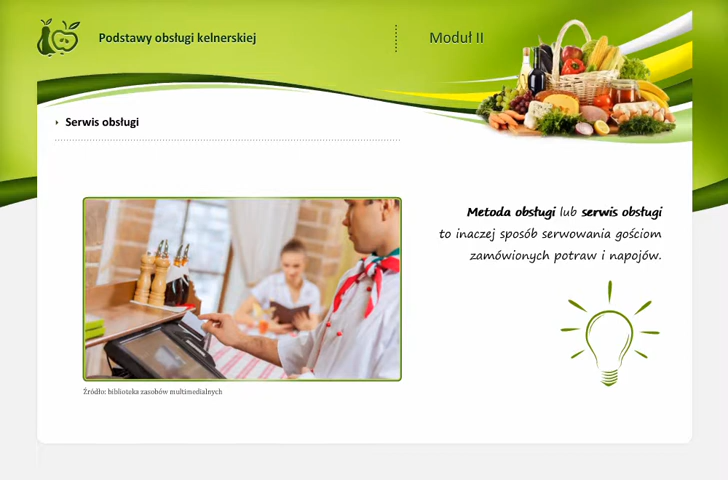 Podstawy obsługi kelnerskiej
Moduł II
Serwis obsługi
Metoda obsługi lub serwis obsługi
to inaczej sposób serwowania gościom
zamówionych potraw i napojów.
Źródło: biblioteka zasobów multimedialnych